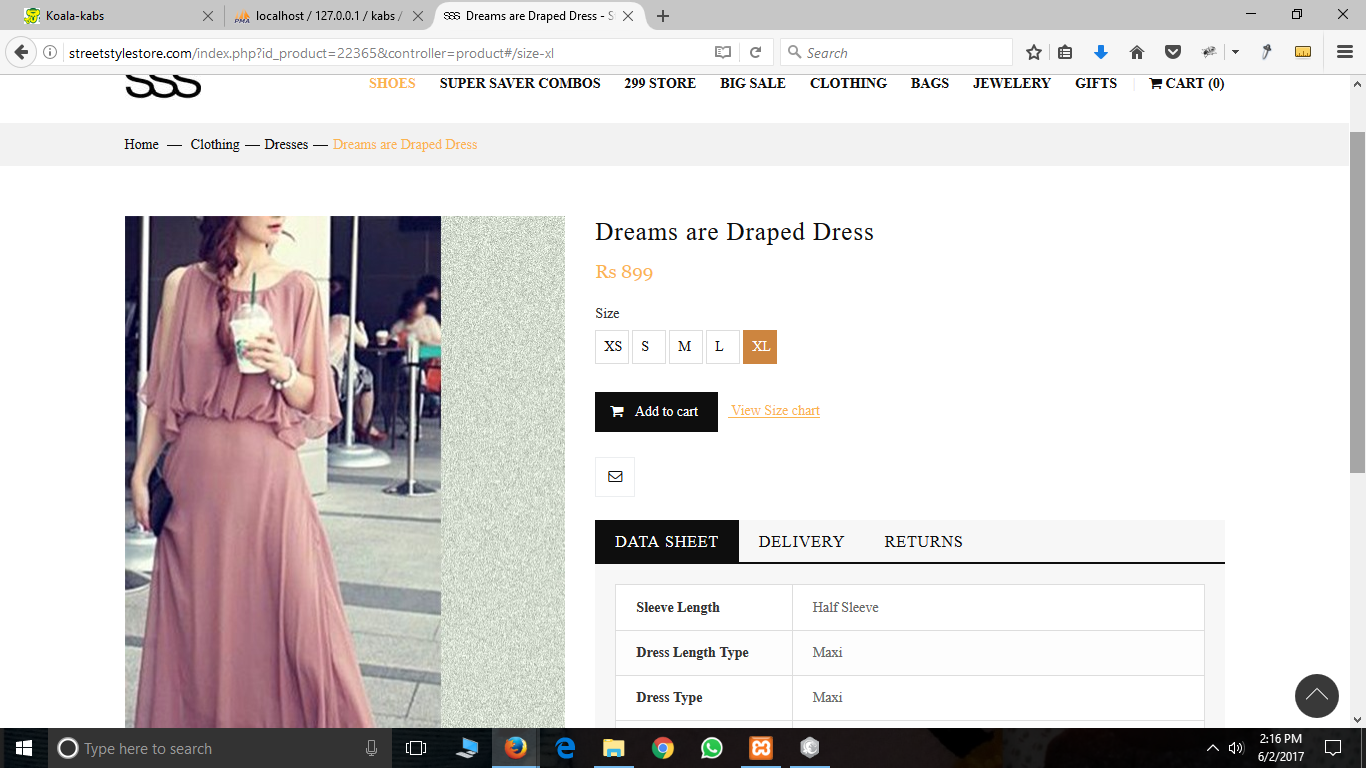 Koala-kabs
localhost / 127.0.0.1 / kabs /
SSS Dreams are Draped Dress - S
streetstylestore.com/index.php?id_product=22365&controller=product#/size-xl
Search
SSS
SHOES SUPER SAVER COMBOS 299 STORE BIG SALE CLOTHING BAGS JEWELERY GIFTS CART (0)
Home — Clothing — Dresses — Dreams are Draped Dress
Dreams are Draped Dress
Rs 899
Size
XS S M L XL
Add to cart View Size chart
DATA SHEET DELIVERY RETURNS
Sleeve Length Half Sleeve
Dress Length Type Maxi
Dress Type Maxi
Type here to search
2:16 PM
6/2/2017